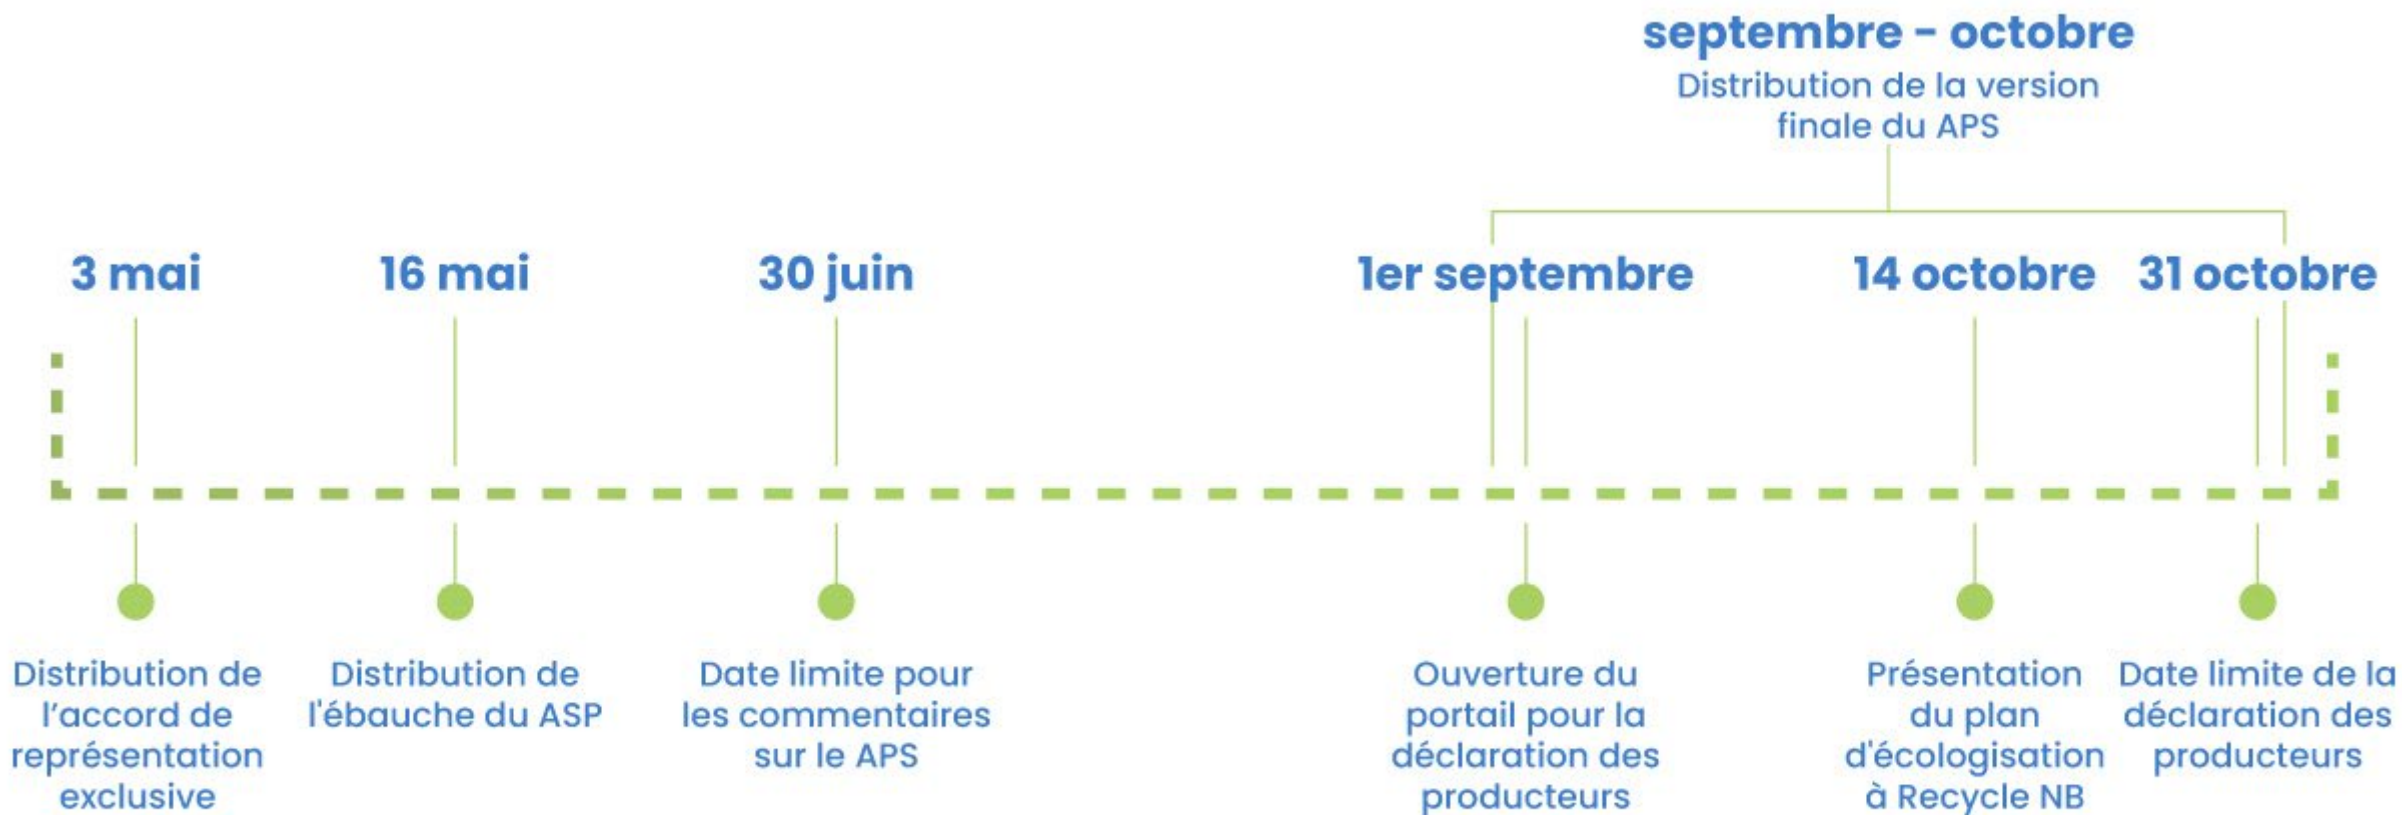 septembre - octobre
Distribution de la version
finale du APS
3 mai
16 mai
30 juin
1er septembre
14 octobre
31 octobre
Distribution de
l’accord de
représentation
exclusive
Distribution de
l'ébauche du ASP
Date limite pour
les commentaires
sur le APS
Ouverture du
portail pour la
déclaration des
producteurs
Présentation
du plan
d'écologisation
à Recycle NB
Date limite de la
déclaration des
producteurs